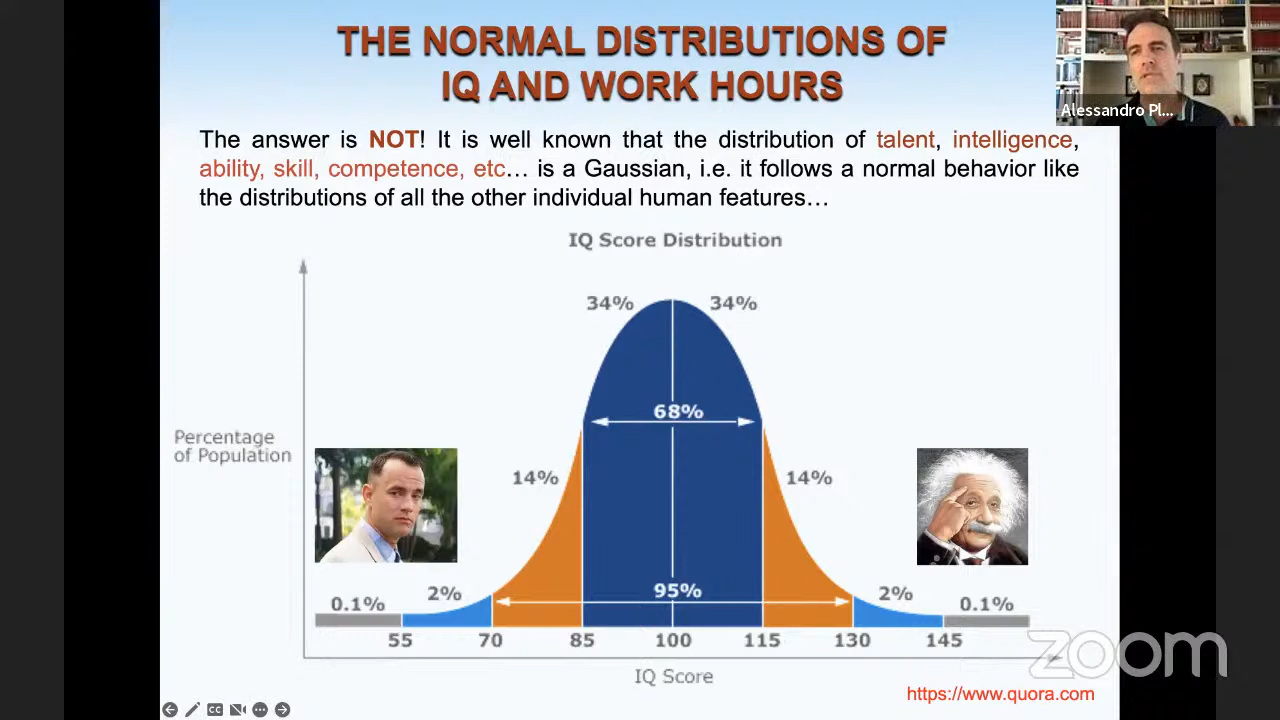 THE NORMAL DISTRIBUTIONS OF
IQ AND WORK HOURS
Alessandro Pl...
The answer is NOT! It is well known that the distribution of talent, intelligence,
ability, skill, competence, etc… is a Gaussian, i.e. it follows a normal behavior like
the distributions of all the other individual human features…
IQ Score Distribution
34% 34%
68%
Percentage
of Population
14% 14%
95%
0.1% 2% 2% 0.1%
55 70 85 100 115 130 145
zoom
IQ Score
https://www.quora.com
CC